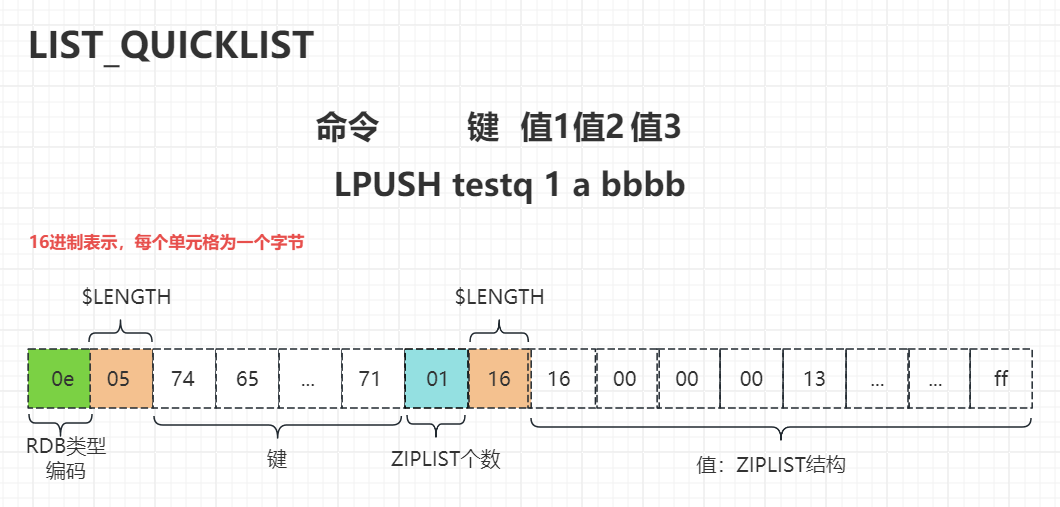 LIST_QUICKLIST
命令 键 值1值2 值3
LPUSH testq 1 a bbbb
16进制表示，每个单元格为一个字节
$LENGTH $LENGTH
0e 05 74 65 ... 71 01 16 16 00 00 00 13 ... ... ff
RDB类型
编码
键 ZIPLIST个数 值：ZIPLIST结构